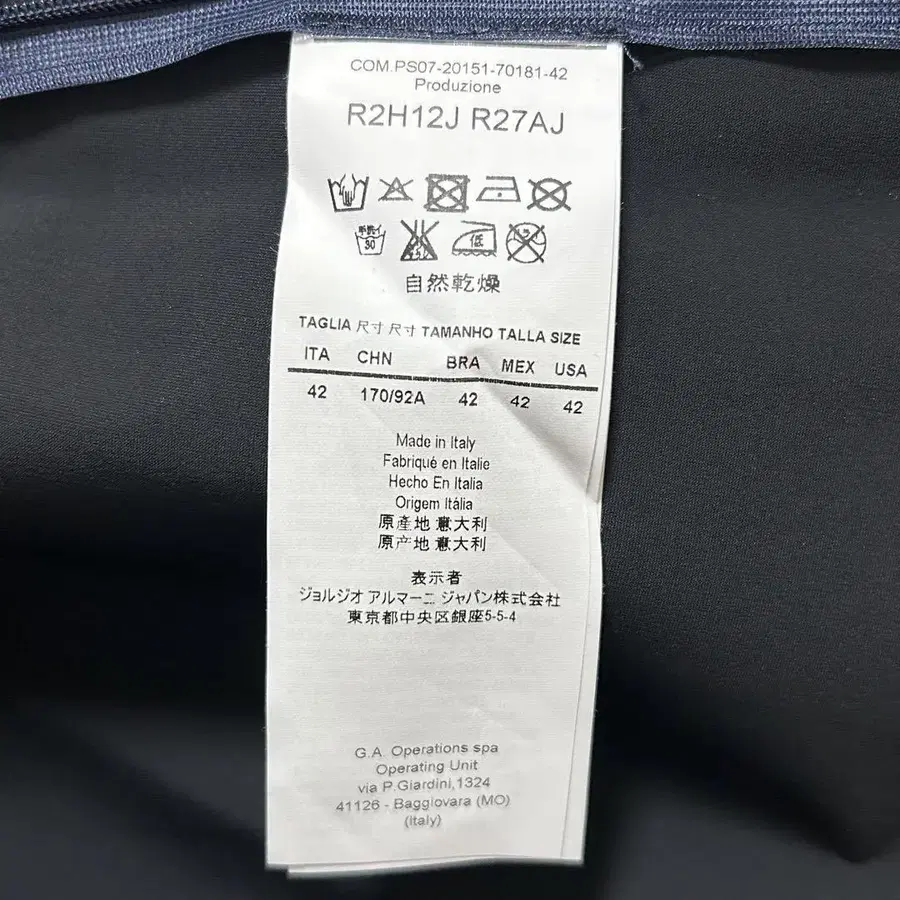 COM.PS07-20151-70181-42
Produzione
R2H12J R27AJ
手洗イ
30
低
自然乾燥
TAGLIA 尺寸 尺寸 TAMANHO TALLA SIZE
ITA CHN BRA MEX USA
42 170/92A 42 42 42
Made in Italy
Fabriqué en Italie
Hecho En Italia
Origem Itália
原產地 意大利
原产地 意大利
表示者
ジョルジオ アルマーニ ジャパン株式会社
東京都中央区銀座5-5-4
G.A. Operations spa
Operating Unit
via P.Giardini,1324
41126 - Baggiovara (MO)
(Italy)